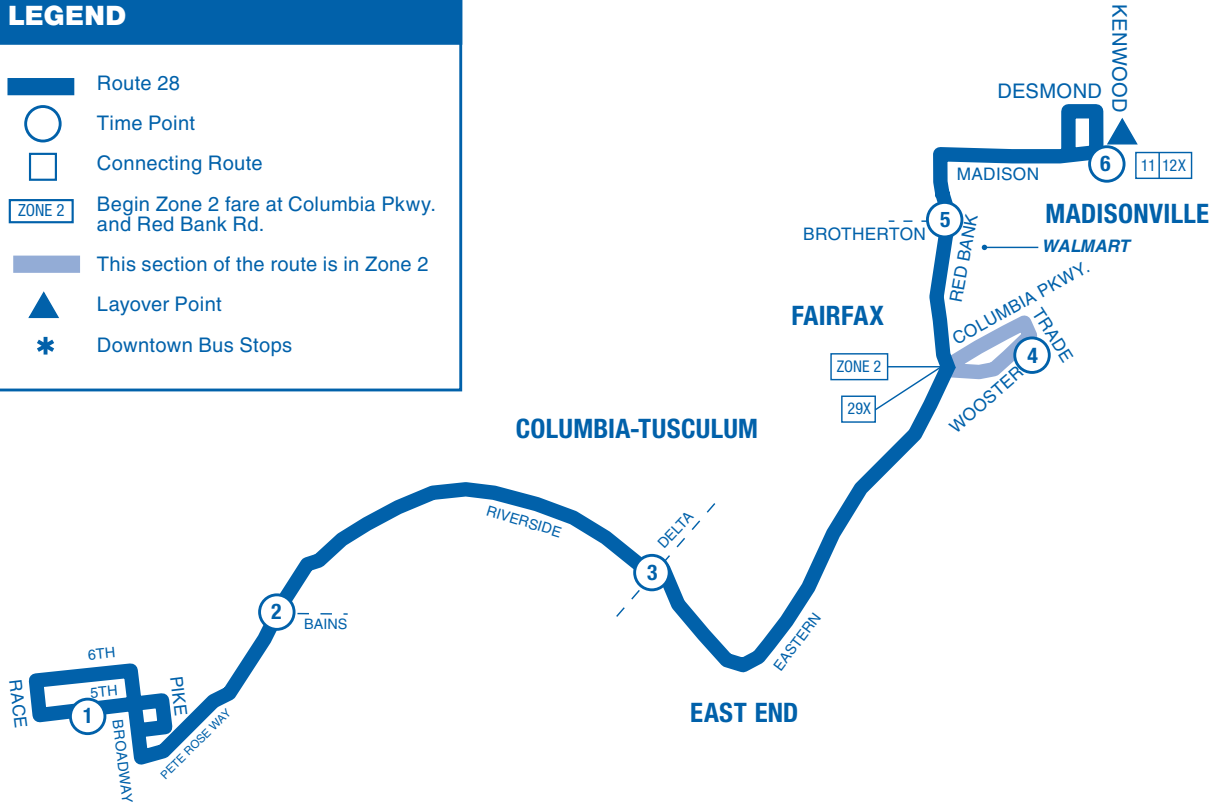 LEGEND
Route 28
Time Point
Connecting Route
ZONE 2
Begin Zone 2 fare at Columbia Pkwy.
and Red Bank Rd.
This section of the route is in Zone 2
Layover Point
* Downtown Bus Stops
KENWOOD
DESMOND
6
11 12X
MADISON
MADISONVILLE
5
BROTHERTON
RED BANK
WALMART
COLUMBIA PKWY.
TRADE
FAIRFAX
4
ZONE 2
WOOSTER
29X
COLUMBIA-TUSCULUM
RIVERSIDE
DELTA
3
2
BAINS
EASTERN
6TH
RACE
5TH
PIKE
1
BROADWAY
PETE ROSE WAY
EAST END